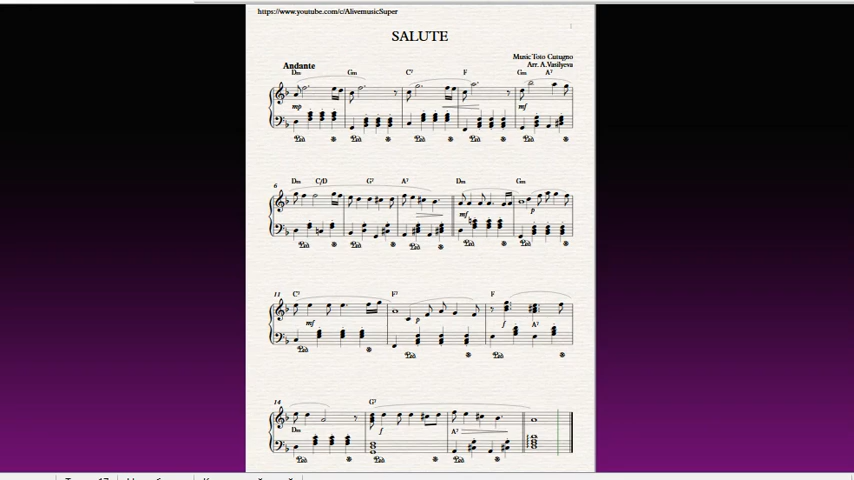 https://www.youtube.com/c/AlivemusicSuper
SALUTE
Music Toto Cutugno
Andante
Arr. A.Vasilyeva
Dm Gm C7 F Gm A7
mp mf
6 Dm C/D G7 A7 Dm Gm
mf p
11 C7 F7 F
mf p f A7
14 G7
Dm f A7